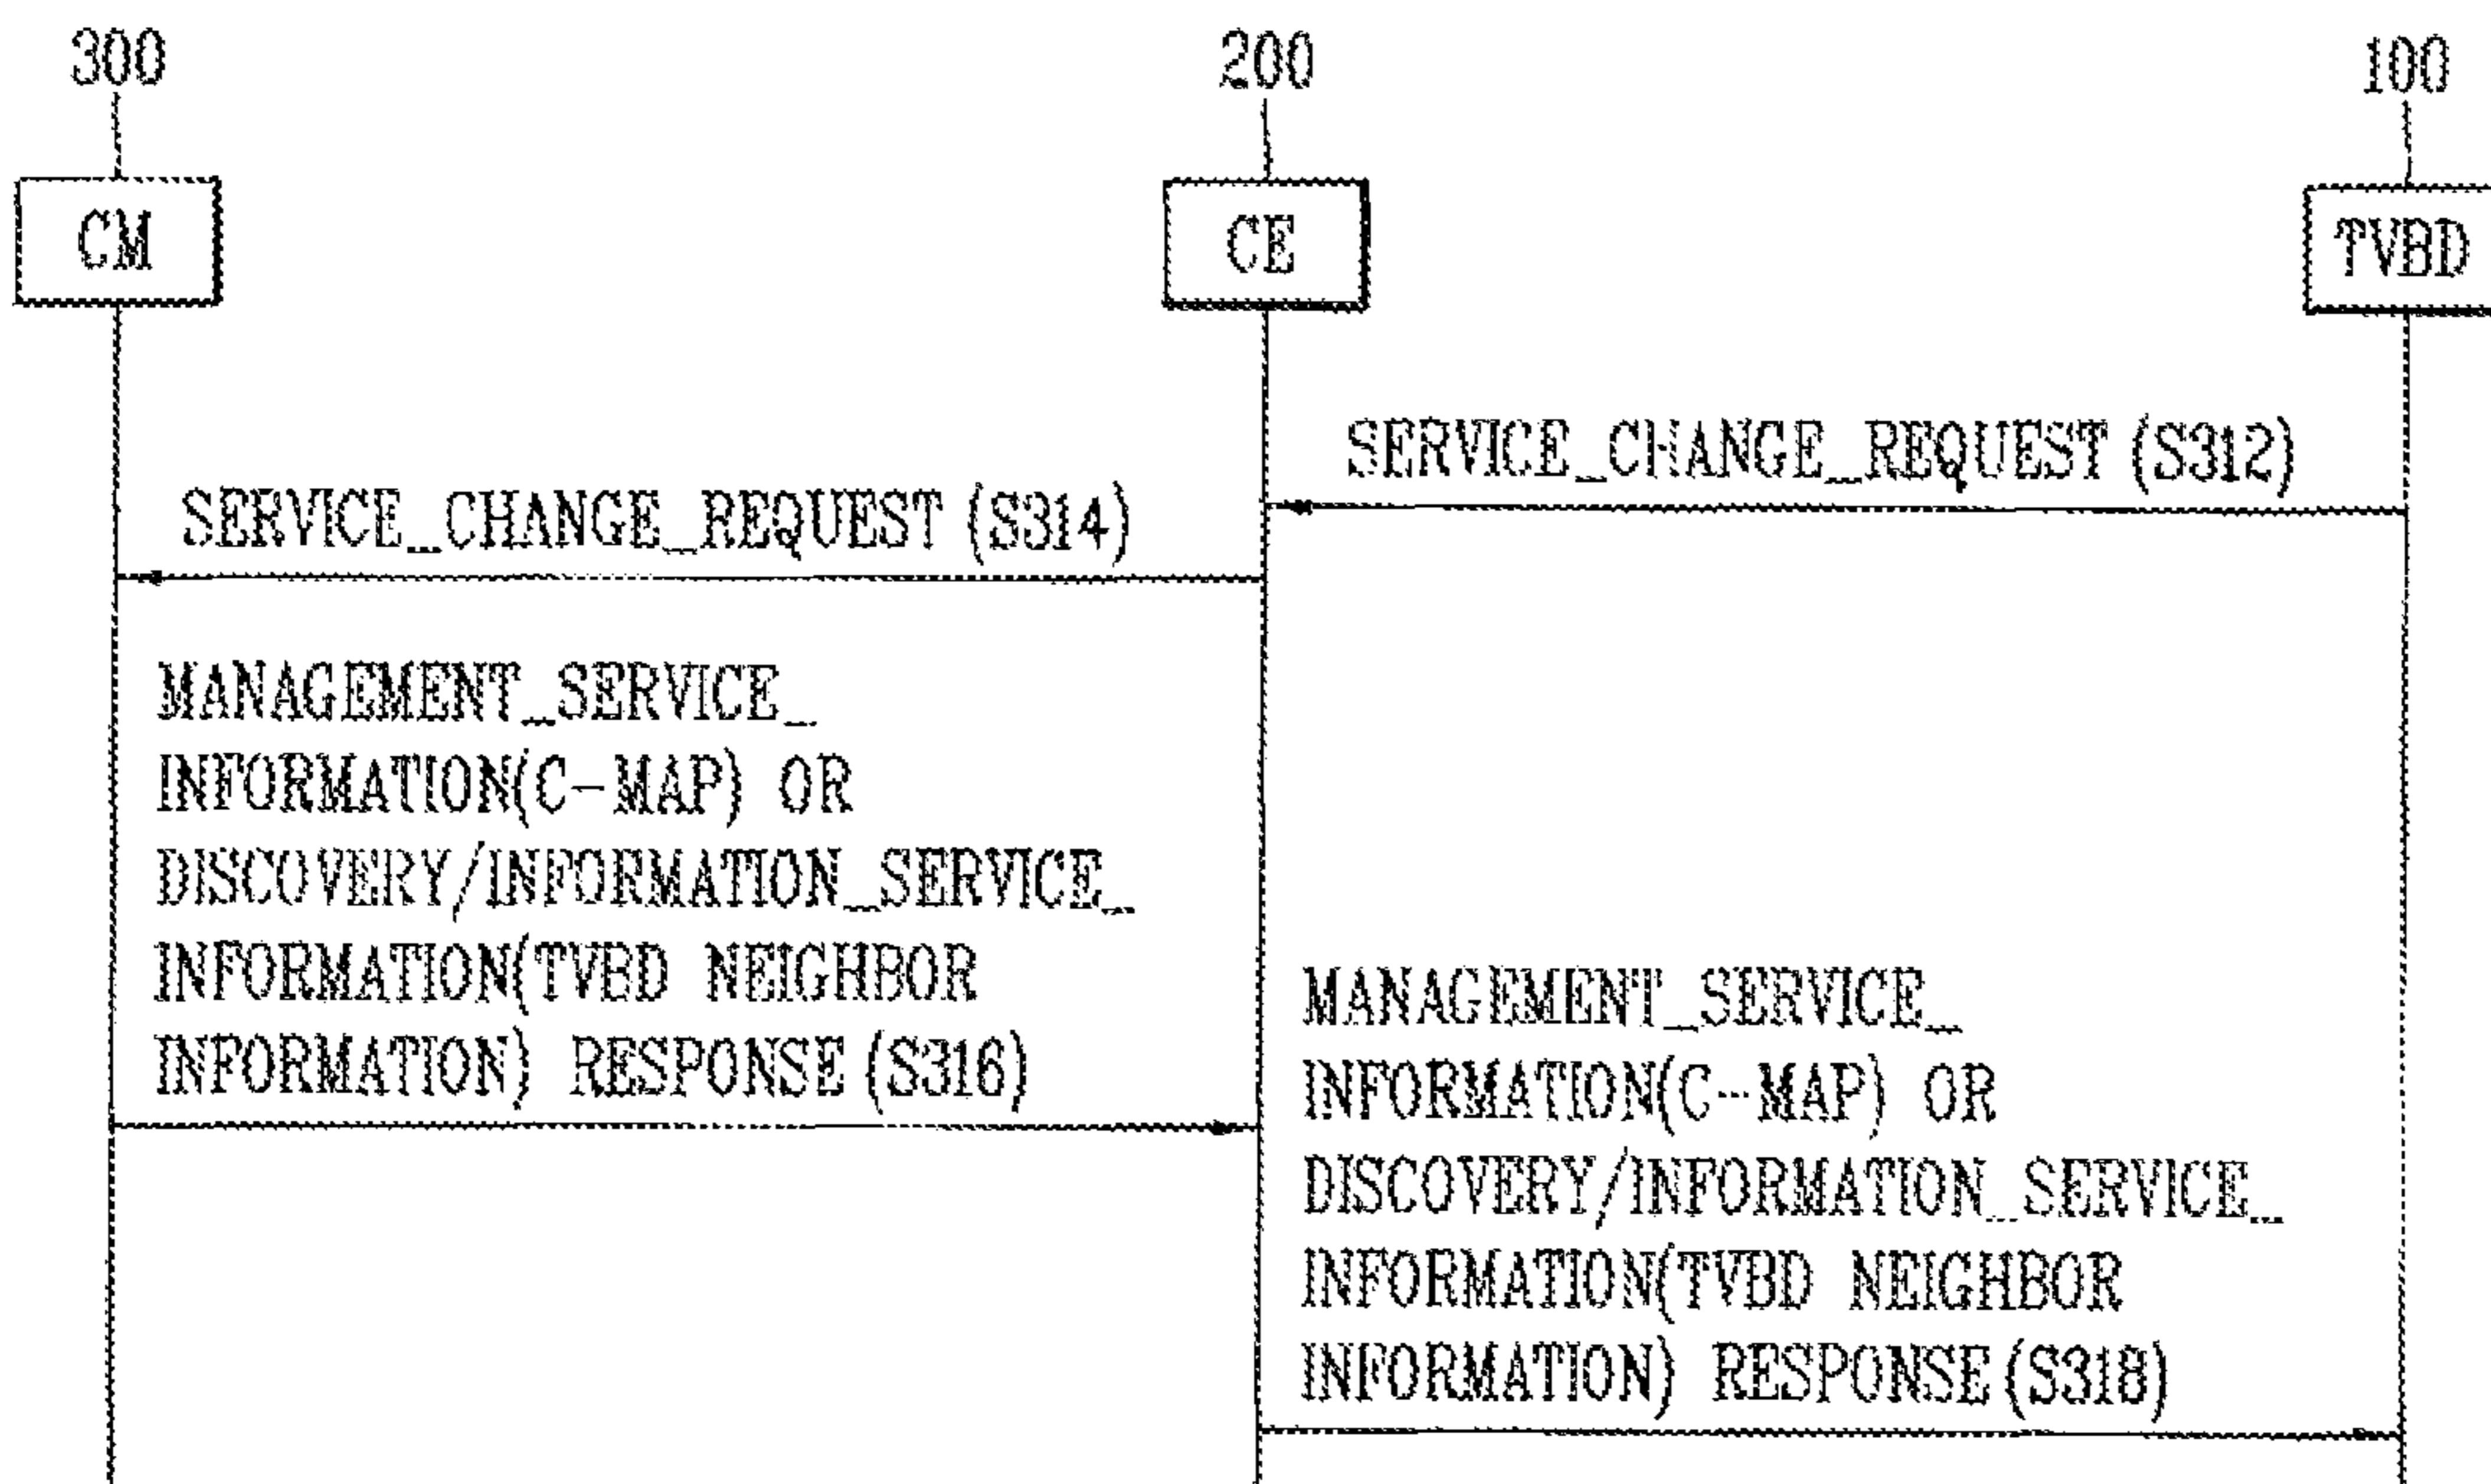 300
200
100
CM
CE
TVBD
SERVICE_CHANGE_REQUEST (S312)
SERVICE_CHANGE_REQUEST (S314)
MANAGEMENT_SERVICE_
INFORMATION(C-MAP) OR
DISCOVERY/INFORMATION_SERVICE_
INFORMATION(TVBD NEIGHBOR
INFORMATION) RESPONSE (S316)
MANAGEMENT_SERVICE_
INFORMATION(C-MAP) OR
DISCOVERY/INFORMATION_SERVICE_
INFORMATION(TVBD NEIGHBOR
INFORMATION) RESPONSE (S318)